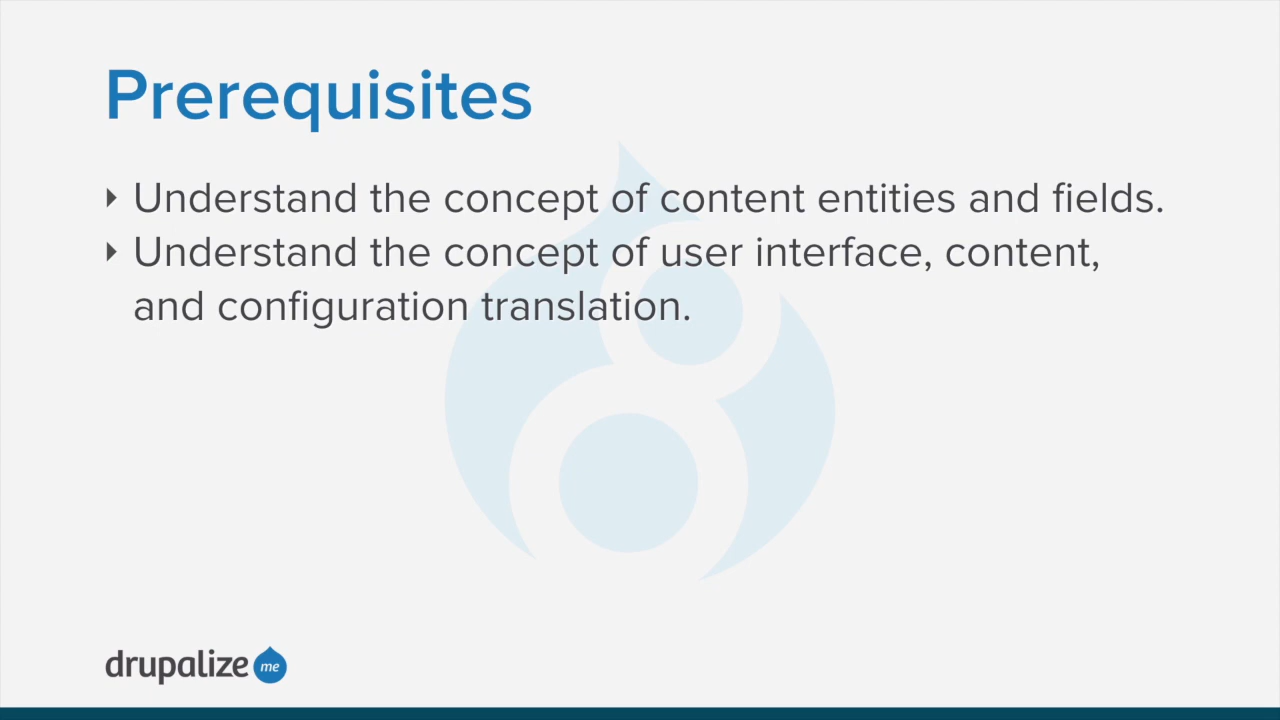 Prerequisites
Understand the concept of content entities and fields.
Understand the concept of user interface, content,
and configuration translation.
drupalize me